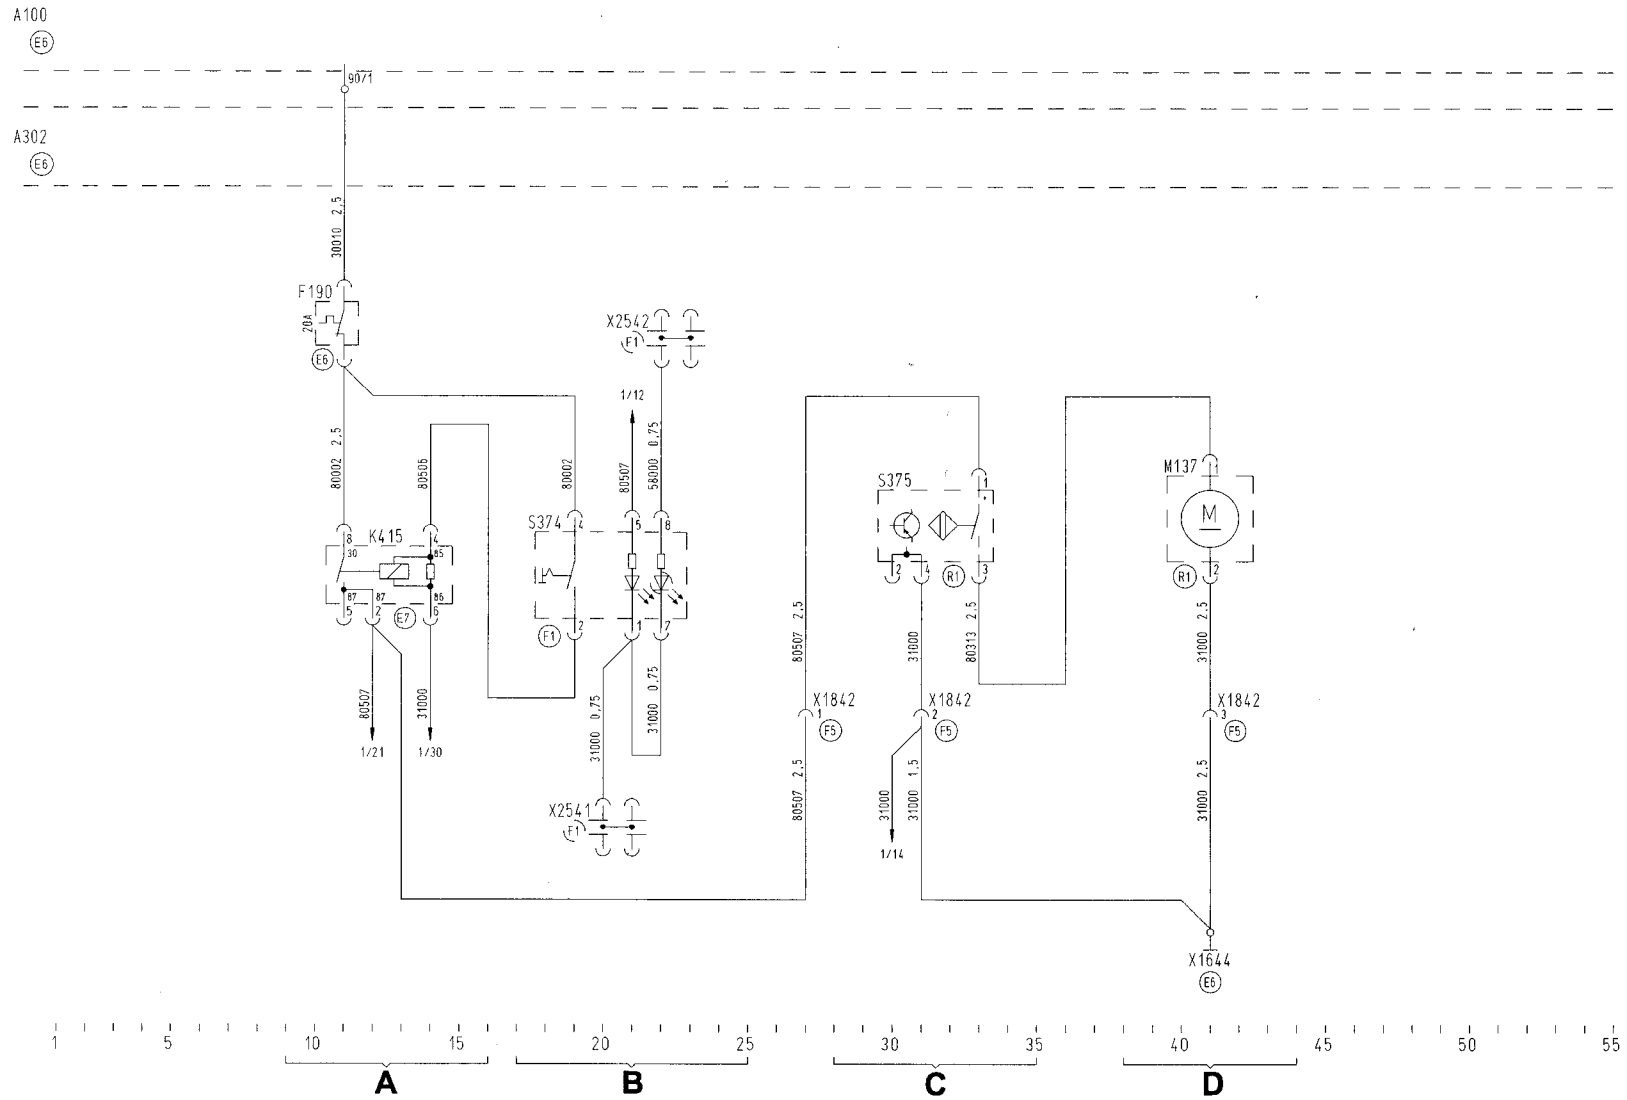 A100
E6
90/1
A302
E6
30010 2,5
F190
20A
E6
X2542
F1
1/12
80002 2,5
80506
80002
80507
58000 0,75
S375
M137
1
1
M
S374 4 5 8
K415
8
30
4
85
2 4 R1 3
R1 2
87 87 86
5 2 E7 6
F1 2 1 7
80507 2,5
31000
80313 2,5
31000 2,5
80507
31000
31000 0,75
31000 0,75
X1842
1
F5
X1842
2
F5
X1842
3
F5
1/21
1/30
80507 2,5
31000
31000 1,5
31000 2,5
X2541
F1
1/14
X1644
E6
1 5 10 15 20 25 30 35 40 45 50 55
A B C D